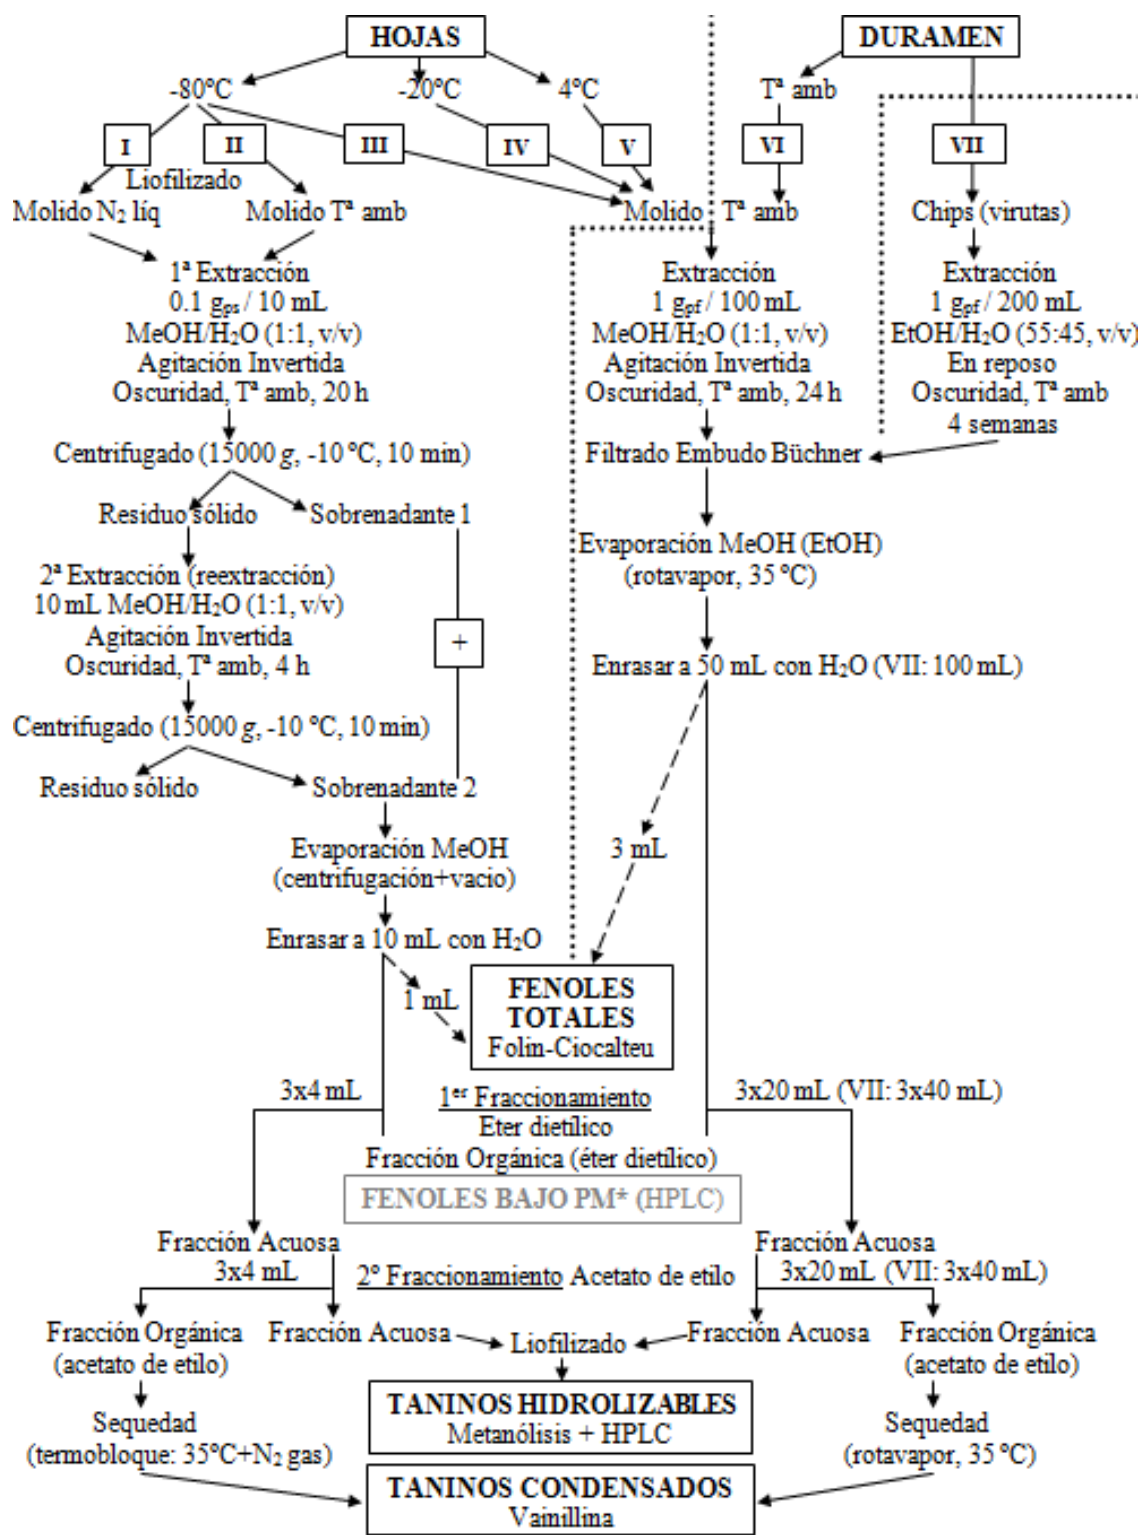 HOJAS
DURAMEN
-80ºC
-20ºC
4ºC
Tª amb
I
II
III
IV
V
VI
VII
Liofilizado
Molido N2 líq
Molido Tª amb
Molido Tª amb
Chips (virutas)
1ª Extracción
0.1 gps / 10 mL
MeOH/H2O (1:1, v/v)
Agitación Invertida
Oscuridad, Tª amb, 20 h
Extracción
1 gpf / 100 mL
MeOH/H2O (1:1, v/v)
Agitación Invertida
Oscuridad, Tª amb, 24 h
Extracción
1 gpf / 200 mL
EtOH/H2O (55:45, v/v)
En reposo
Oscuridad, Tª amb
4 semanas
Centrifugado (15000 g, -10 ºC, 10 min)
Filtrado Embudo Büchner
Residuo sólido
Sobrenadante 1
2ª Extracción (reextracción)
10 mL MeOH/H2O (1:1, v/v)
Agitación Invertida
Oscuridad, Tª amb, 4 h
+
Evaporación MeOH (EtOH)
(rotavapor, 35 ºC)
Enrasar a 50 mL con H2O (VII: 100 mL)
Centrifugado (15000 g, -10 ºC, 10 min)
Residuo sólido
Sobrenadante 2
Evaporación MeOH
(centrifugación+vacio)
3 mL
Enrasar a 10 mL con H2O
1 mL
FENOLES
TOTALES
Folin-Ciocalteu
3x4 mL
1er Fraccionamiento
Eter dietílico
3x20 mL (VII: 3x40 mL)
Fracción Orgánica (éter dietílico)
FENOLES BAJO PM* (HPLC)
Fracción Acuosa
Fracción Acuosa
3x4 mL
2º Fraccionamiento Acetato de etilo
3x20 mL (VII: 3x40 mL)
Fracción Orgánica
(acetato de etilo)
Fracción Acuosa
Liofilizado
Fracción Acuosa
Fracción Orgánica
(acetato de etilo)
TANINOS HIDROLIZABLES
Metanólisis + HPLC
Sequedad
(termobloque: 35ºC+N2 gas)
Sequedad
(rotavapor, 35 ºC)
TANINOS CONDENSADOS
Vainillina